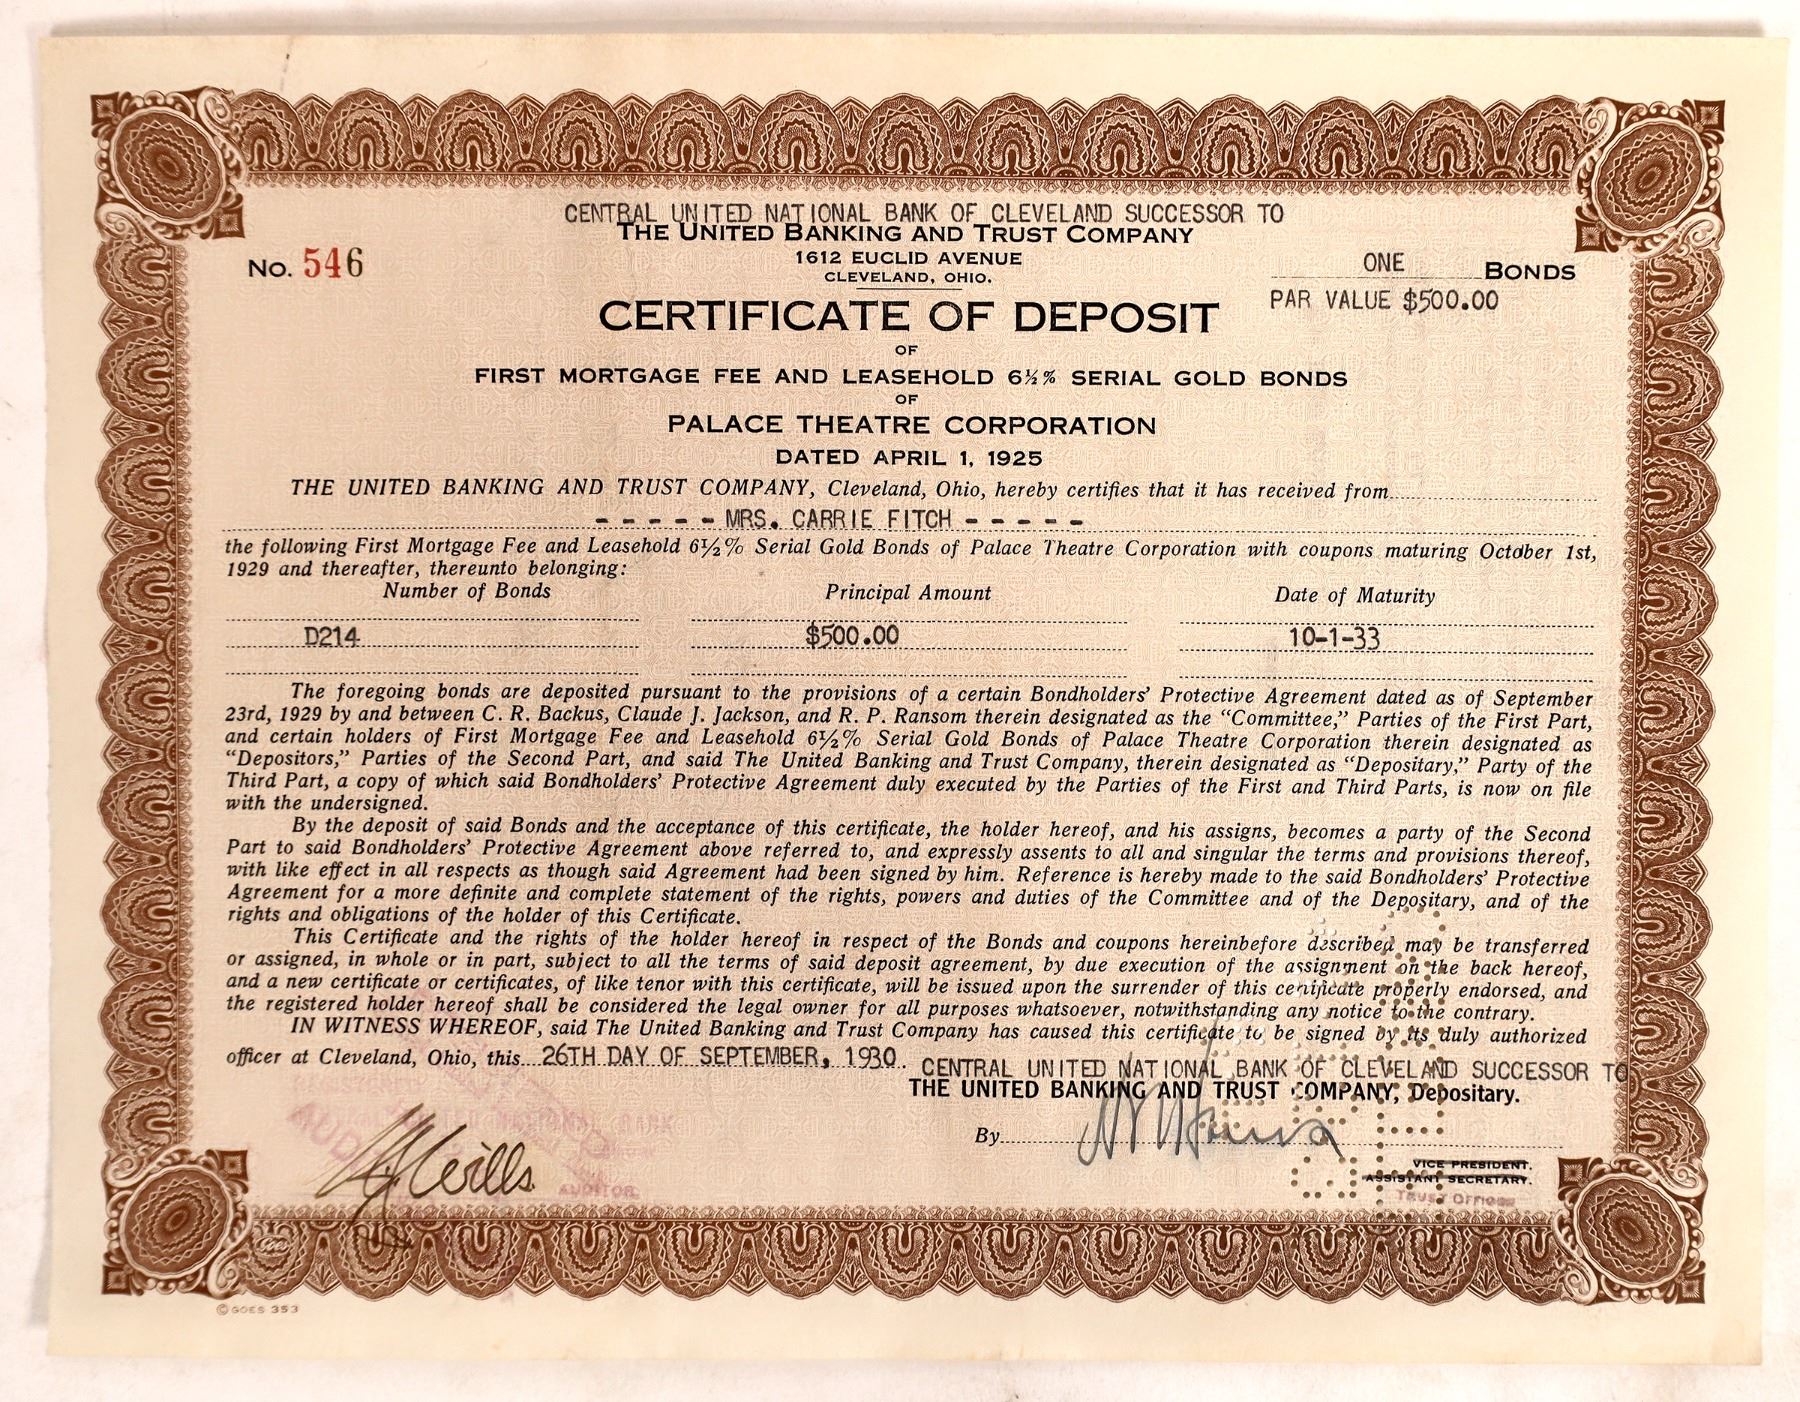 CENTRAL UNITED NATIONAL BANK OF CLEVELAND SUCCESSOR TO
THE UNITED BANKING AND TRUST COMPANY
1612 EUCLID AVENUE
CLEVELAND, OHIO.
No. 546
ONE BONDS
PAR VALUE $500.00
CERTIFICATE OF DEPOSIT
OF
FIRST MORTGAGE FEE AND LEASEHOLD 6½% SERIAL GOLD BONDS
OF
PALACE THEATRE CORPORATION
DATED APRIL 1, 1925
THE UNITED BANKING AND TRUST COMPANY, Cleveland, Ohio, hereby certifies that it has received from
- - - - - MRS. CARRIE FITCH - - - - -
the following First Mortgage Fee and Leasehold 6½% Serial Gold Bonds of Palace Theatre Corporation with coupons maturing October 1st,
1929 and thereafter, thereunto belonging:
Number of Bonds Principal Amount Date of Maturity
D214 $500.00 10-1-33
The foregoing bonds are deposited pursuant to the provisions of a certain Bondholders' Protective Agreement dated as of September
23rd, 1929 by and between C. R. Backus, Claude J. Jackson, and R. P. Ransom therein designated as the "Committee," Parties of the First Part,
and certain holders of First Mortgage Fee and Leasehold 6½% Serial Gold Bonds of Palace Theatre Corporation therein designated as
"Depositors," Parties of the Second Part, and said The United Banking and Trust Company, therein designated as "Depositary," Party of the
Third Part, a copy of which said Bondholders' Protective Agreement duly executed by the Parties of the First and Third Parts, is now on file
with the undersigned.
By the deposit of said Bonds and the acceptance of this certificate, the holder hereof, and his assigns, becomes a party of the Second
Part to said Bondholders' Protective Agreement above referred to, and expressly assents to all and singular the terms and provisions thereof,
with like effect in all respects as though said Agreement had been signed by him. Reference is hereby made to the said Bondholders' Protective
Agreement for a more definite and complete statement of the rights, powers and duties of the Committee and of the Depositary, and of the
rights and obligations of the holder of this Certificate.
This Certificate and the rights of the holder hereof in respect of the Bonds and coupons hereinbefore described may be transferred
or assigned, in whole or in part, subject to all the terms of said deposit agreement, by due execution of the assignment on the back hereof,
and a new certificate or certificates, of like tenor with this certificate, will be issued upon the surrender of this certificate properly endorsed, and
the registered holder hereof shall be considered the legal owner for all purposes whatsoever, notwithstanding any notice to the contrary.
IN WITNESS WHEREOF, said The United Banking and Trust Company has caused this certificate to be signed by its duly authorized
officer at Cleveland, Ohio, this 26TH DAY OF SEPTEMBER, 1930.
CENTRAL UNITED NATIONAL BANK OF CLEVELAND SUCCESSOR TO
THE UNITED BANKING AND TRUST COMPANY, Depositary.
By
VICE PRESIDENT.
ASSISTANT SECRETARY.
TRUST OFFICER
NATIONAL BANK
AUDITOR
Goes
© GOES 353